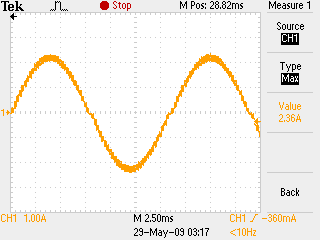 Tek Stop M Pos: 28.82ms Measure 1
Source
CH1
Type
Max
1
Value
2.36A
Back
CH1 1.00A M 2.50ms CH1 -360mA
29-May-09 03:17 <10Hz